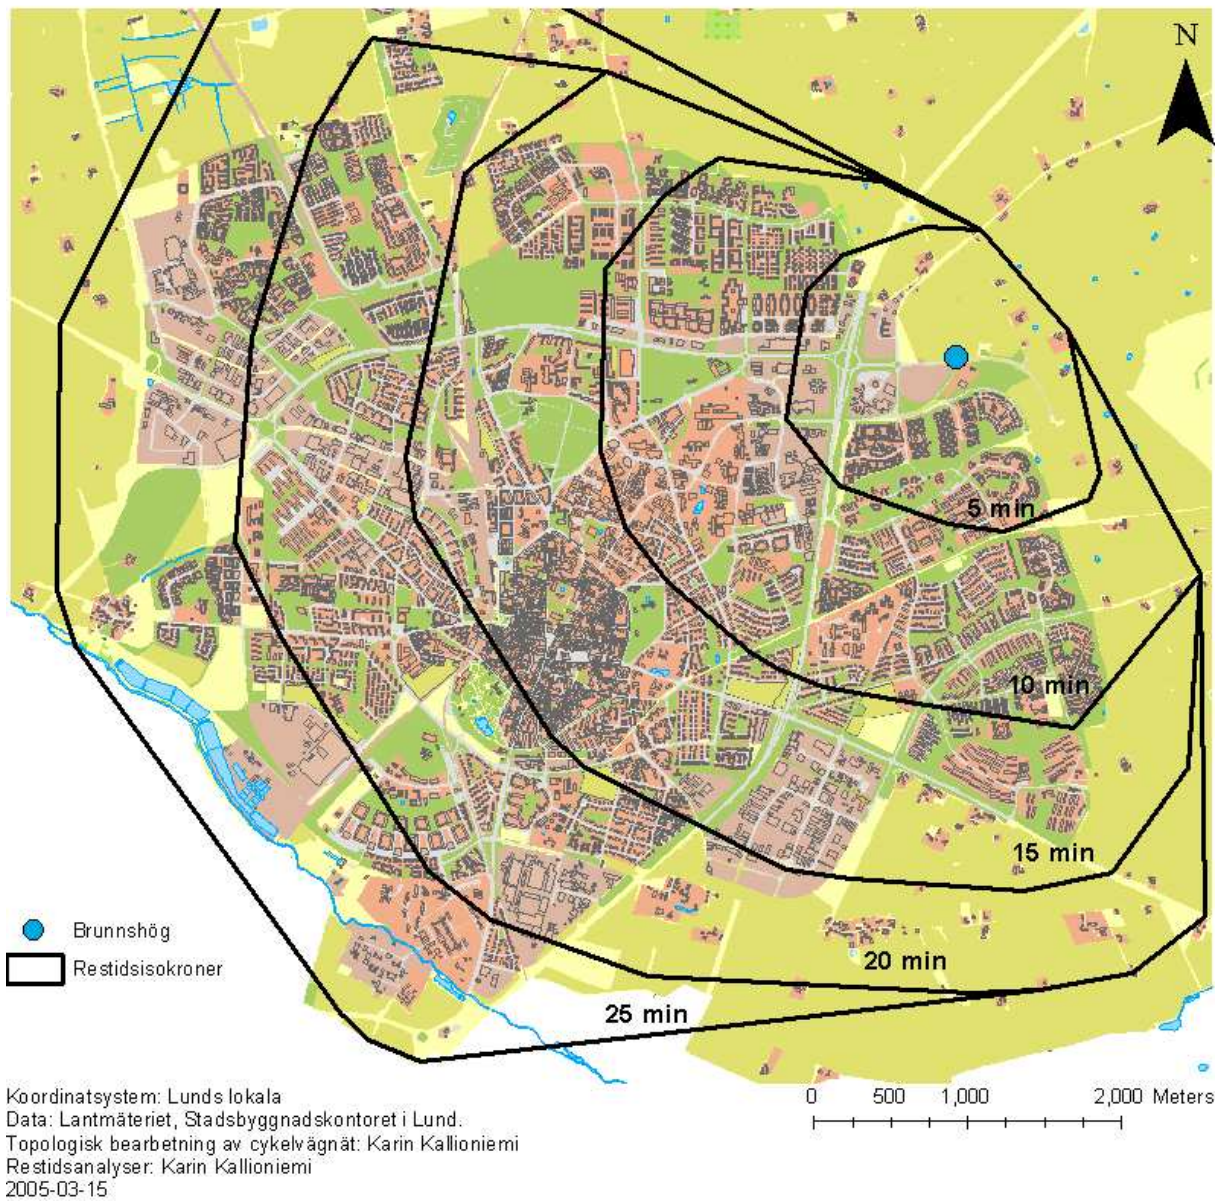 N
5 min
10 min
15 min
20 min
25 min
Brunnshög
Restidsisokroner
0 500 1,000 2,000 Meters
Koordinatsystem: Lunds lokala
Data: Lantmäteriet, Stadsbyggnadskontoret i Lund.
Topologisk bearbetning av cykelvägnät: Karin Kallioniemi
Restidsanalyser: Karin Kallioniemi
2005-03-15